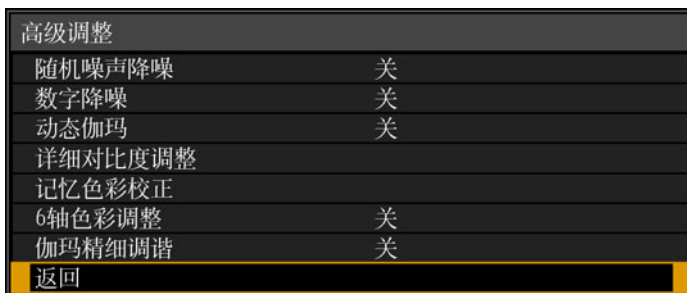 高级调整
随机噪声降噪 关
数字降噪 关
动态伽玛 关
详细对比度调整
记忆色彩校正
6轴色彩调整 关
伽玛精细调谐 关
返回